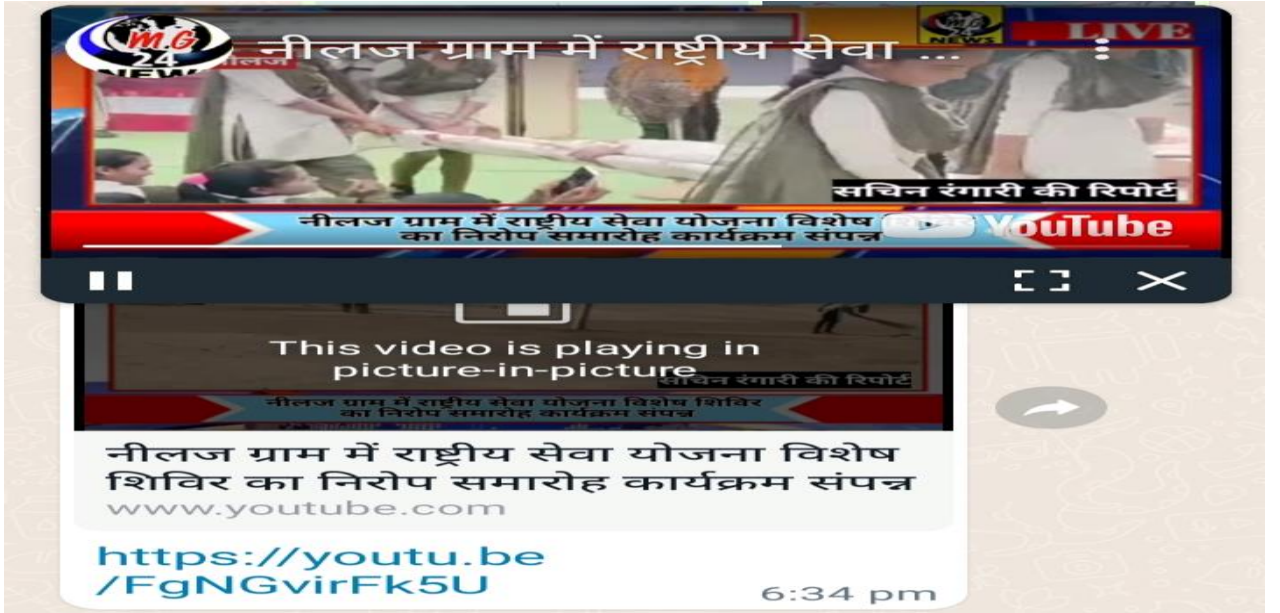 M.G
24
NEWS
नीलज ग्राम में राष्ट्रीय सेवा ...
NEWS
LIVE
नीलज
सचिन रंगारी की रिपोर्ट
नीलज ग्राम में राष्ट्रीय सेवा योजना विशेष
का निरोप समारोह कार्यक्रम संपन्न
YouTube
This video is playing in
picture-in-picture
सचिन रंगारी की रिपोर्ट
नीलज ग्राम में राष्ट्रीय सेवा योजना विशेष शिविर
का निरोप समारोह कार्यक्रम संपन्न
नीलज ग्राम में राष्ट्रीय सेवा योजना विशेष
शिविर का निरोप समारोह कार्यक्रम संपन्न
www.youtube.com
https://youtu.be
/FgNGvirFk5U
6:34 pm